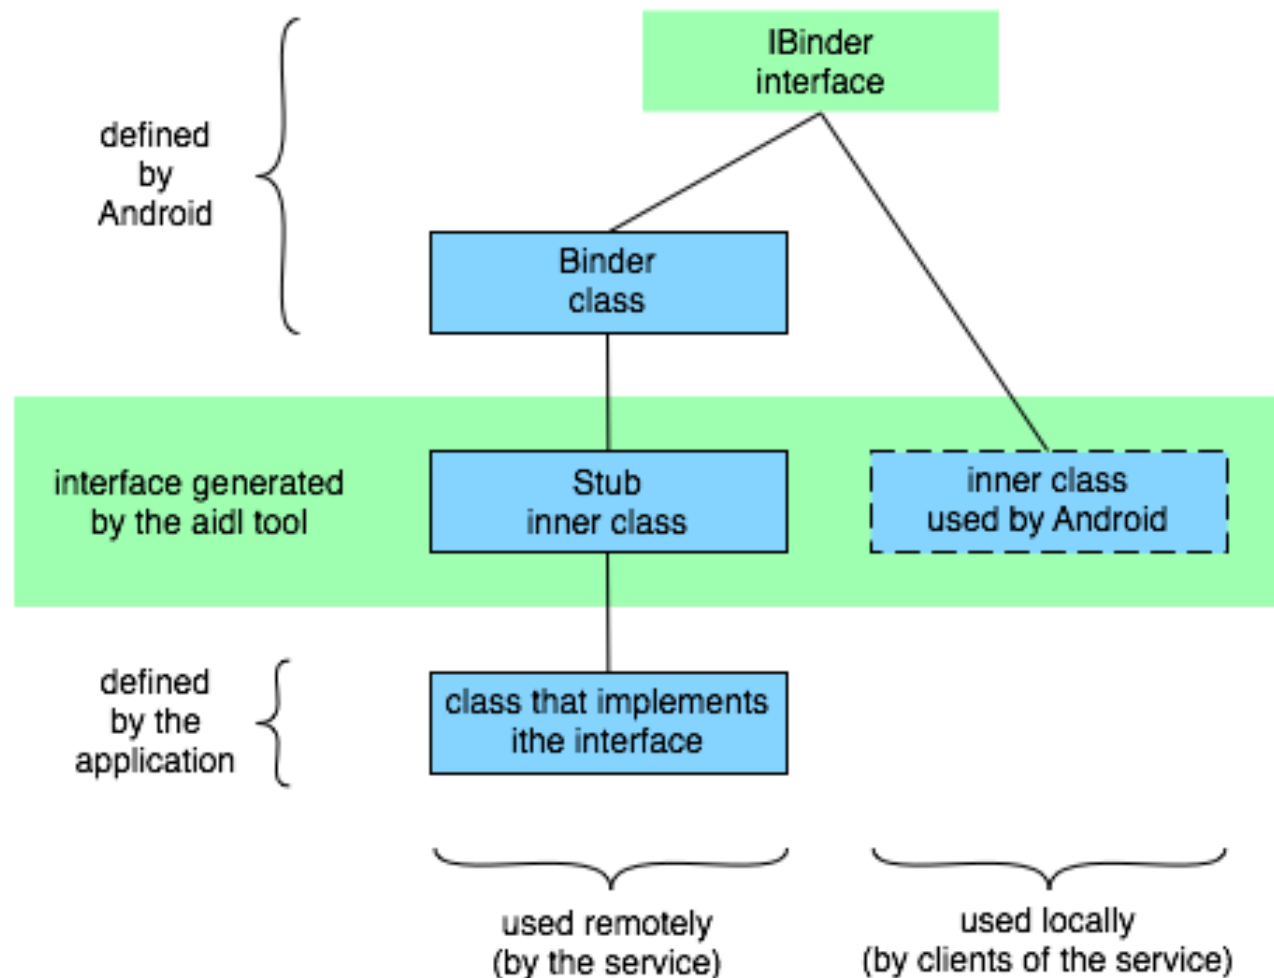 IBinder
interface
defined
by
Android
Binder
class
interface generated
by the aidl tool
Stub
inner class
inner class
used by Android
defined
by the
application
class that implements
ithe interface
used remotely
(by the service)
used locally
(by clients of the service)